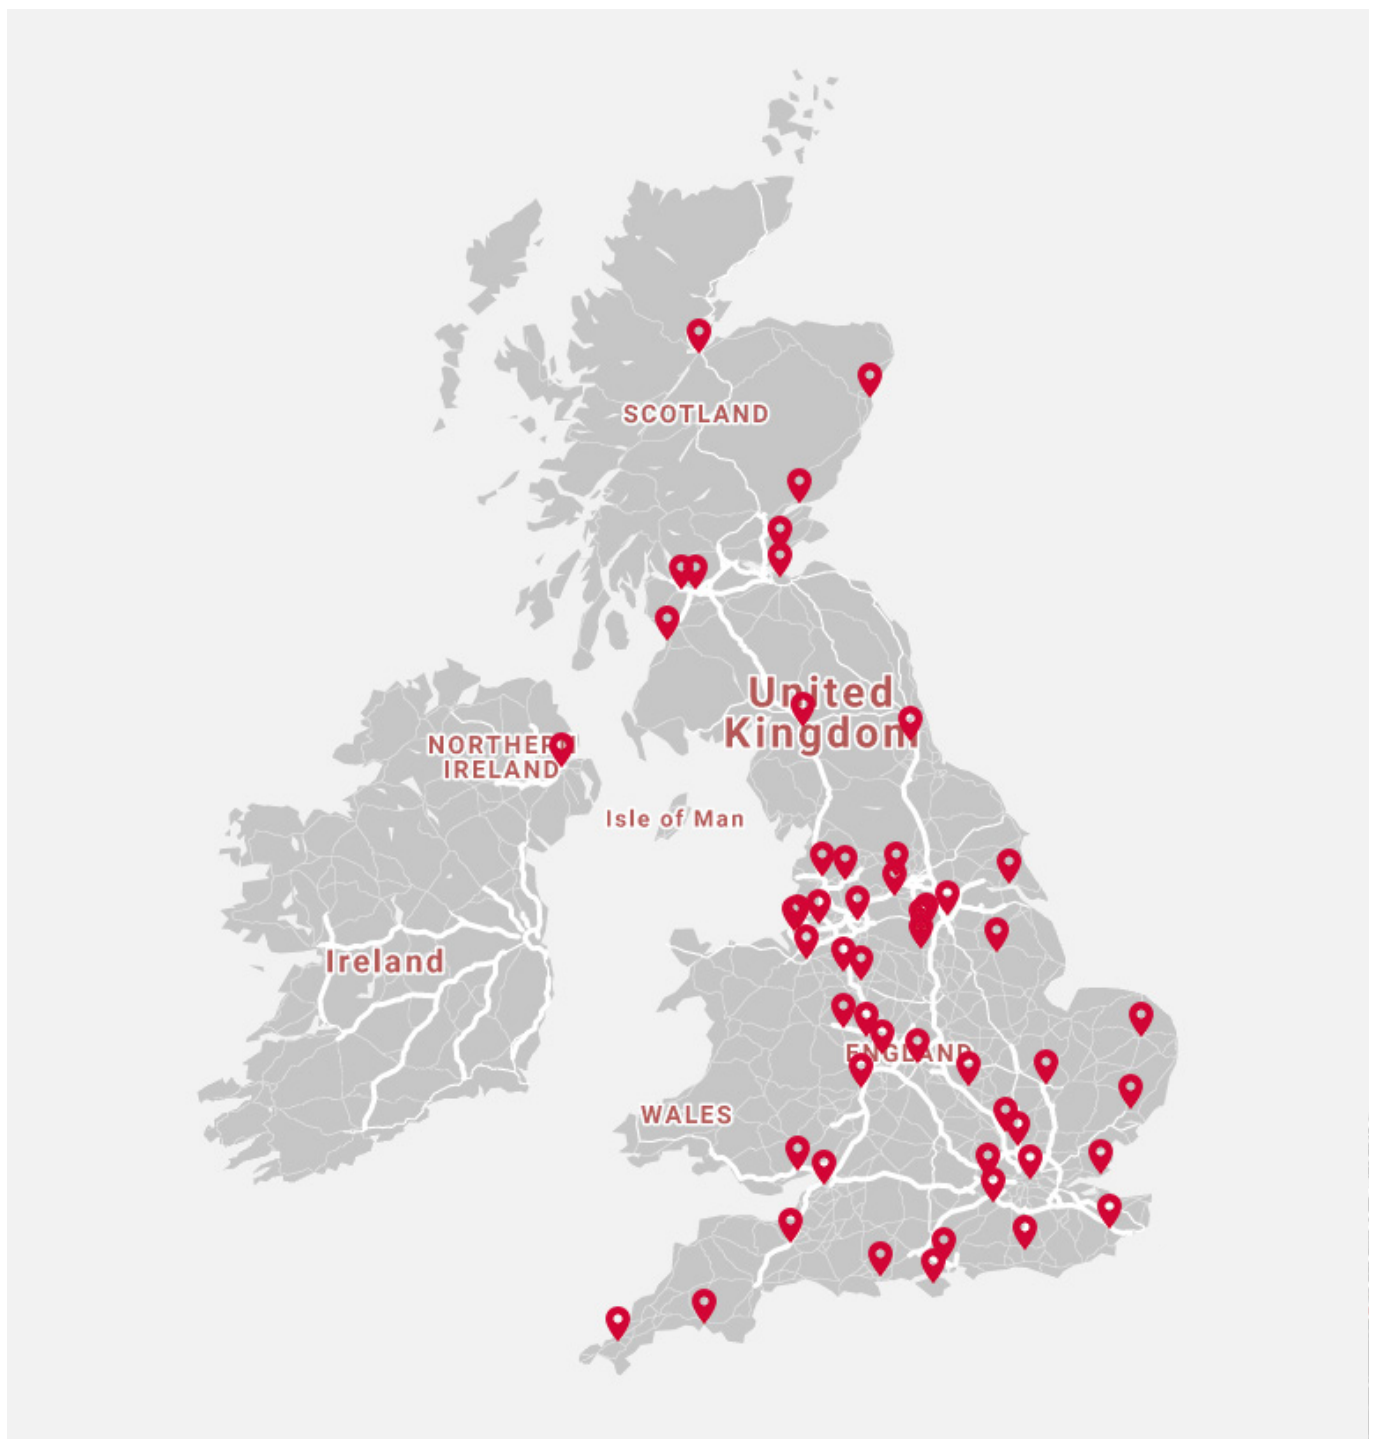 SCOTLAND
United
Kingdom
NORTHERN
IRELAND
Isle of Man
Ireland
ENGLAND
WALES